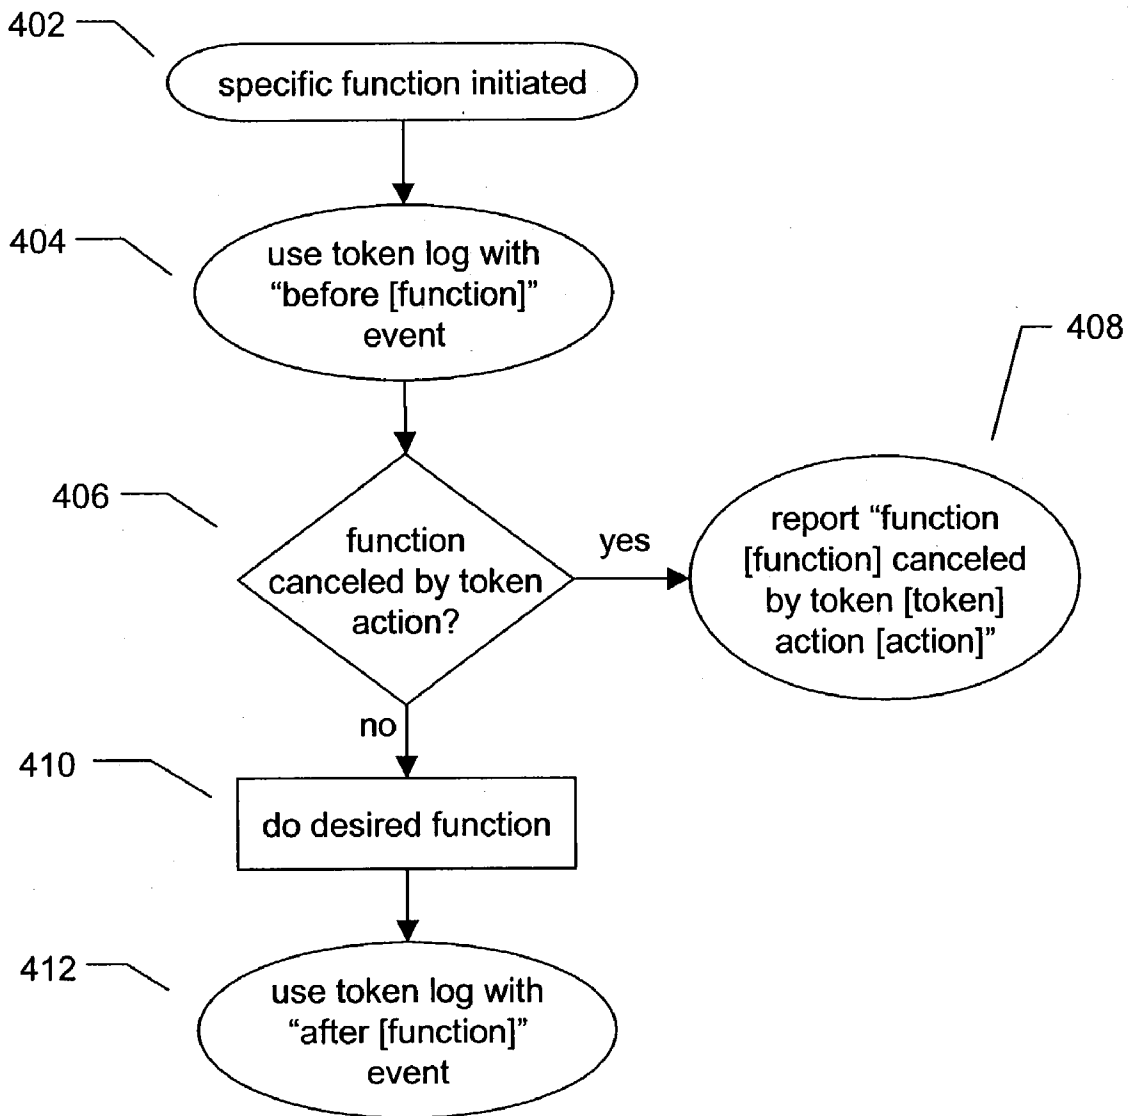 402
specific function initiated
404
use token log with
“before [function]”
event
408
406
function
canceled by token
action?
yes
report “function
[function] canceled
by token [token]
action [action]”
no
410
do desired function
412
use token log with
“after [function]”
event